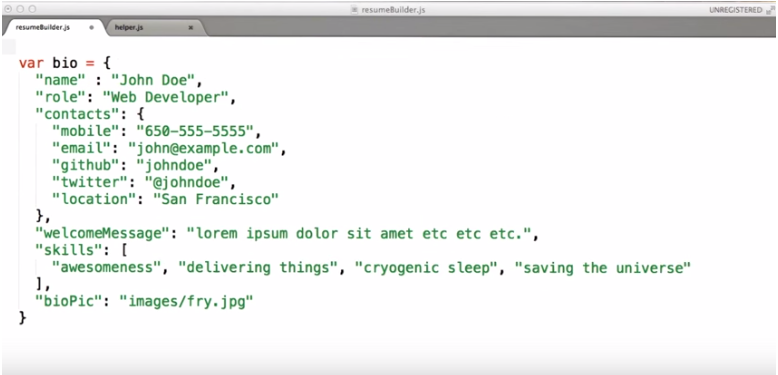 resumeBuilder.js
UNREGISTERED
resumeBuilder.js
helper.js
var bio = {
  "name" : "John Doe",
  "role": "Web Developer",
  "contacts": {
    "mobile": "650-555-5555",
    "email": "john@example.com",
    "github": "johndoe",
    "twitter": "@johndoe",
    "location": "San Francisco"
  },
  "welcomeMessage": "lorem ipsum dolor sit amet etc etc etc.",
  "skills": [
    "awesomeness", "delivering things", "cryogenic sleep", "saving the universe"
  ],
  "bioPic": "images/fry.jpg"
}